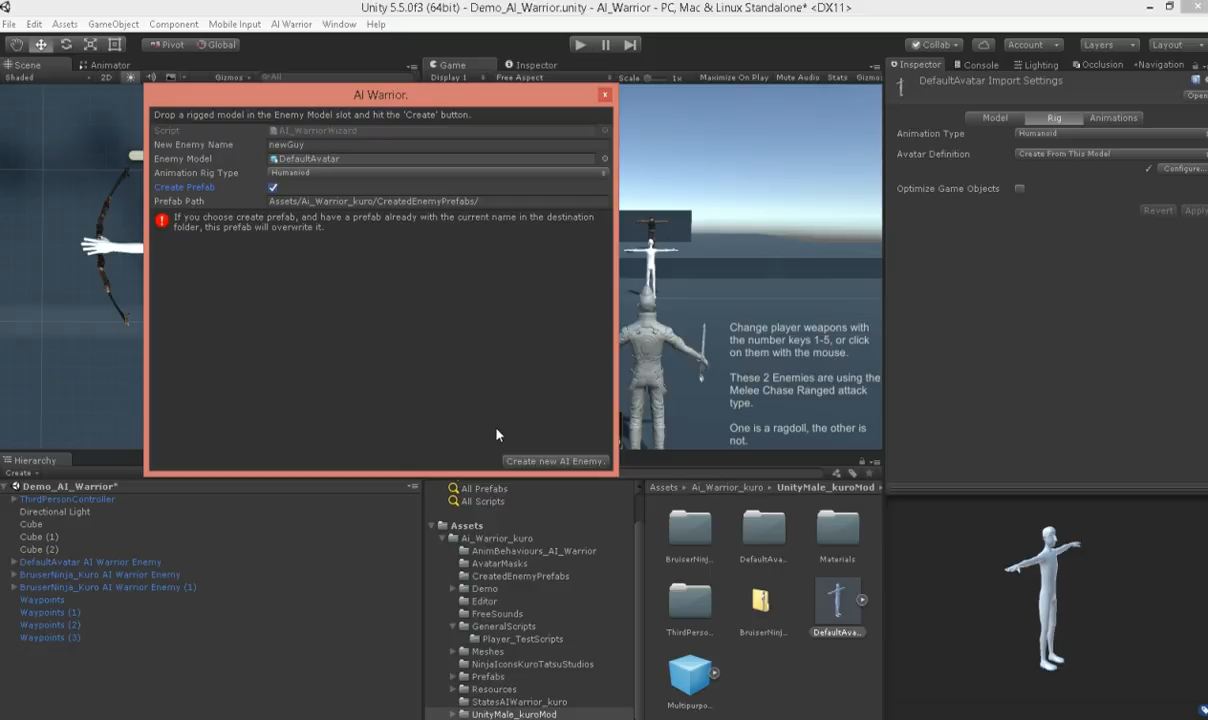 Unity 5.5.0f3 (64bit) - Demo_AI_Warrior.unity - AI_Warrior - PC, Mac & Linux Standalone* <DX11>
File Edit Assets GameObject Component Mobile Input AI Warrior Window Help
Pivot Global Collab Account Layers Layout
Scene Animator Game Inspector Inspector Console Lighting Occlusion Navigation
Shaded 2D Gizmos All Display 1 Free Aspect Scale 1x Maximize On Play Mute Audio Stats Gizmos
DefaultAvatar Import Settings
Open
Model Rig Animations
Animation Type Humanoid
Avatar Definition Create From This Model
Configure...
Optimize Game Objects
Revert Apply
AI Warrior.
Drop a rigged model in the Enemy Model slot and hit the 'Create' button.
Script AI_WarriorWizard
New Enemy Name newGuy
Enemy Model DefaultAvatar
Animation Rig Type Humaniod
Create Prefab
Prefab Path Assets/Ai_Warrior_kuro/CreatedEnemyPrefabs/
If you choose create prefab, and have a prefab already with the current name in the destination
folder, this prefab will overwrite it.
Create new AI Enemy.
Change player weapons with
the number keys 1-5, or click
on them with the mouse.
These 2 Enemies are using the
Melee Chase Ranged attack
type.
One is a ragdoll, the other is
not.
Hierarchy
Create
Demo_AI_Warrior*
ThirdPersonController
Directional Light
Cube
Cube (1)
Cube (2)
DefaultAvatar AI Warrior Enemy
BruiserNinja_Kuro AI Warrior Enemy
BruiserNinja_Kuro AI Warrior Enemy (1)
Waypoints
Waypoints (1)
Waypoints (2)
Waypoints (3)
All Prefabs
All Scripts
Assets
Ai_Warrior_kuro
AnimBehaviours_AI_Warrior
AvatarMasks
CreatedEnemyPrefabs
Demo
Editor
FreeSounds
GeneralScripts
Player_TestScripts
Meshes
NinjaIconsKuroTatsuStudios
Prefabs
Resources
StatesAIWarrior_kuro
UnityMale_kuroMod
Assets Ai_Warrior_kuro UnityMale_kuroMod
BruiserNinj... DefaultAva... Materials
ThirdPerso... BruiserNinj... DefaultAva...
Multipurpo...